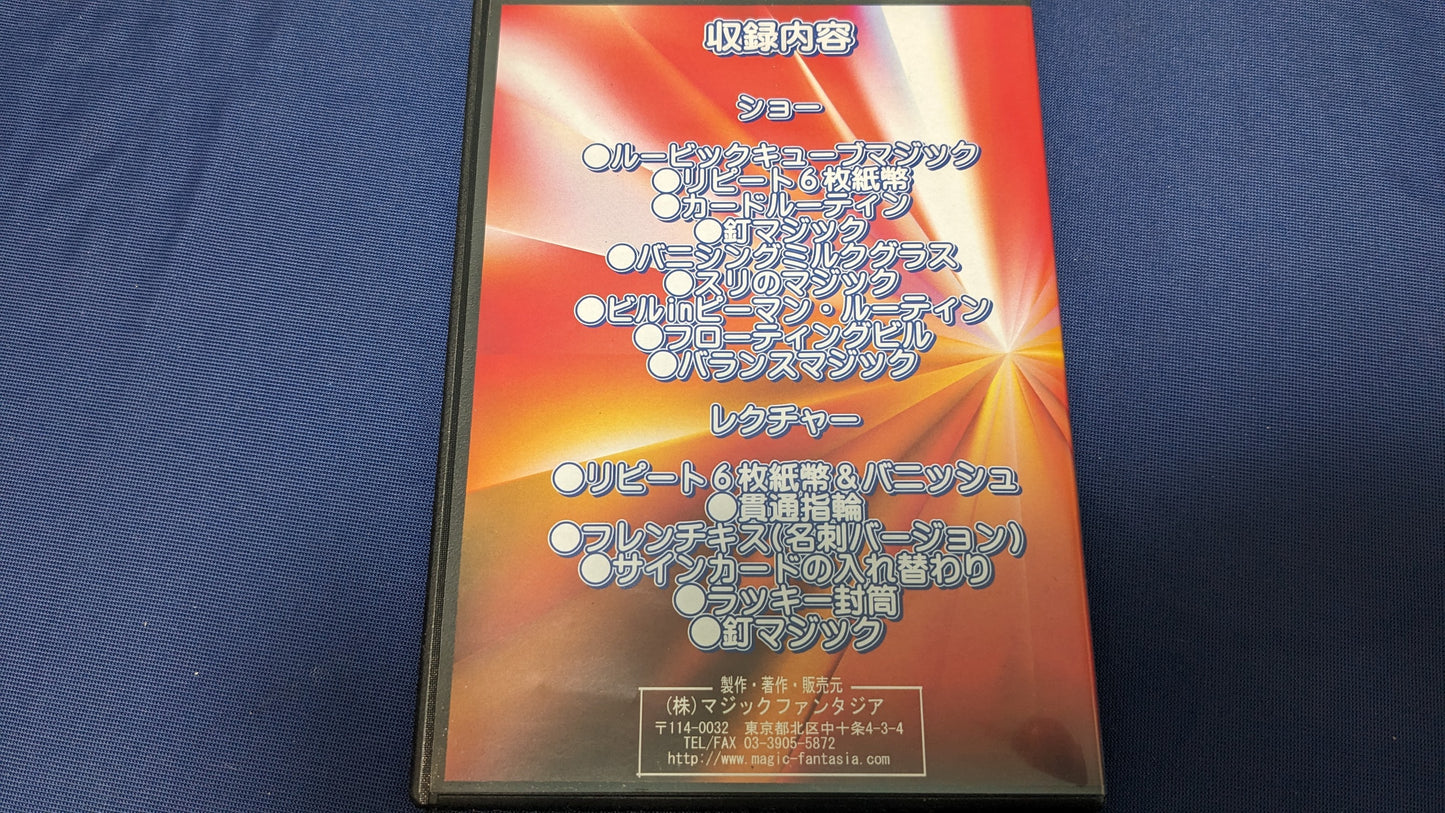 収録内容
ショー
●ルービックキューブマジック
●リピート6枚紙幣
●カードルーティン
●釘マジック
●バニシングミルクグラス
●スリのマジック
●ビルinピーマン・ルーティン
●フローティングビル
●バランスマジック
レクチャー
●リピート6枚紙幣&バニッシュ
●貫通指輪
●フレンチキス(名刺バージョン)
●サインカードの入れ替わり
●ラッキー封筒
●釘マジック
製作・著作・販売元
(株)マジックファンタジア
〒114-0032 東京都北区中十条4-3-4
TEL/FAX 03-3905-5872
http://www.magic-fantasia.com